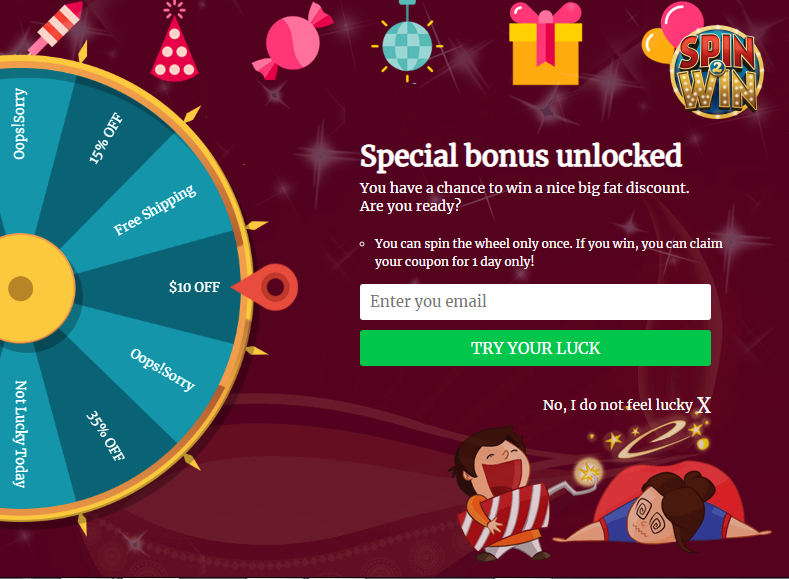 SPIN
2
WIN
Oops!Sorry
15% OFF
Free Shipping
$10 OFF
Oops!Sorry
35% OFF
Not Lucky Today
Special bonus unlocked
You have a chance to win a nice big fat discount.
Are you ready?
You can spin the wheel only once. If you win, you can claim
your coupon for 1 day only!
Enter you email
TRY YOUR LUCK
No, I do not feel lucky X